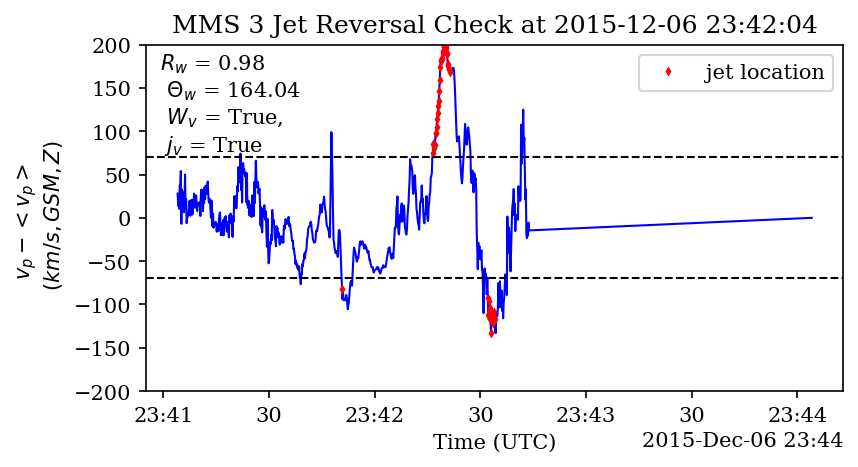 MMS 3 Jet Reversal Check at 2015-12-06 23:42:04
R_w = 0.98
Θ_w = 164.04
W_v = True,
j_v = True
jet location
v_p − < v_p >
(km/s, GSM, Z)
200
150
100
50
0
−50
−100
−150
−200
23:41 30 23:42 30 23:43 30 23:44
Time (UTC)
2015-Dec-06 23:44